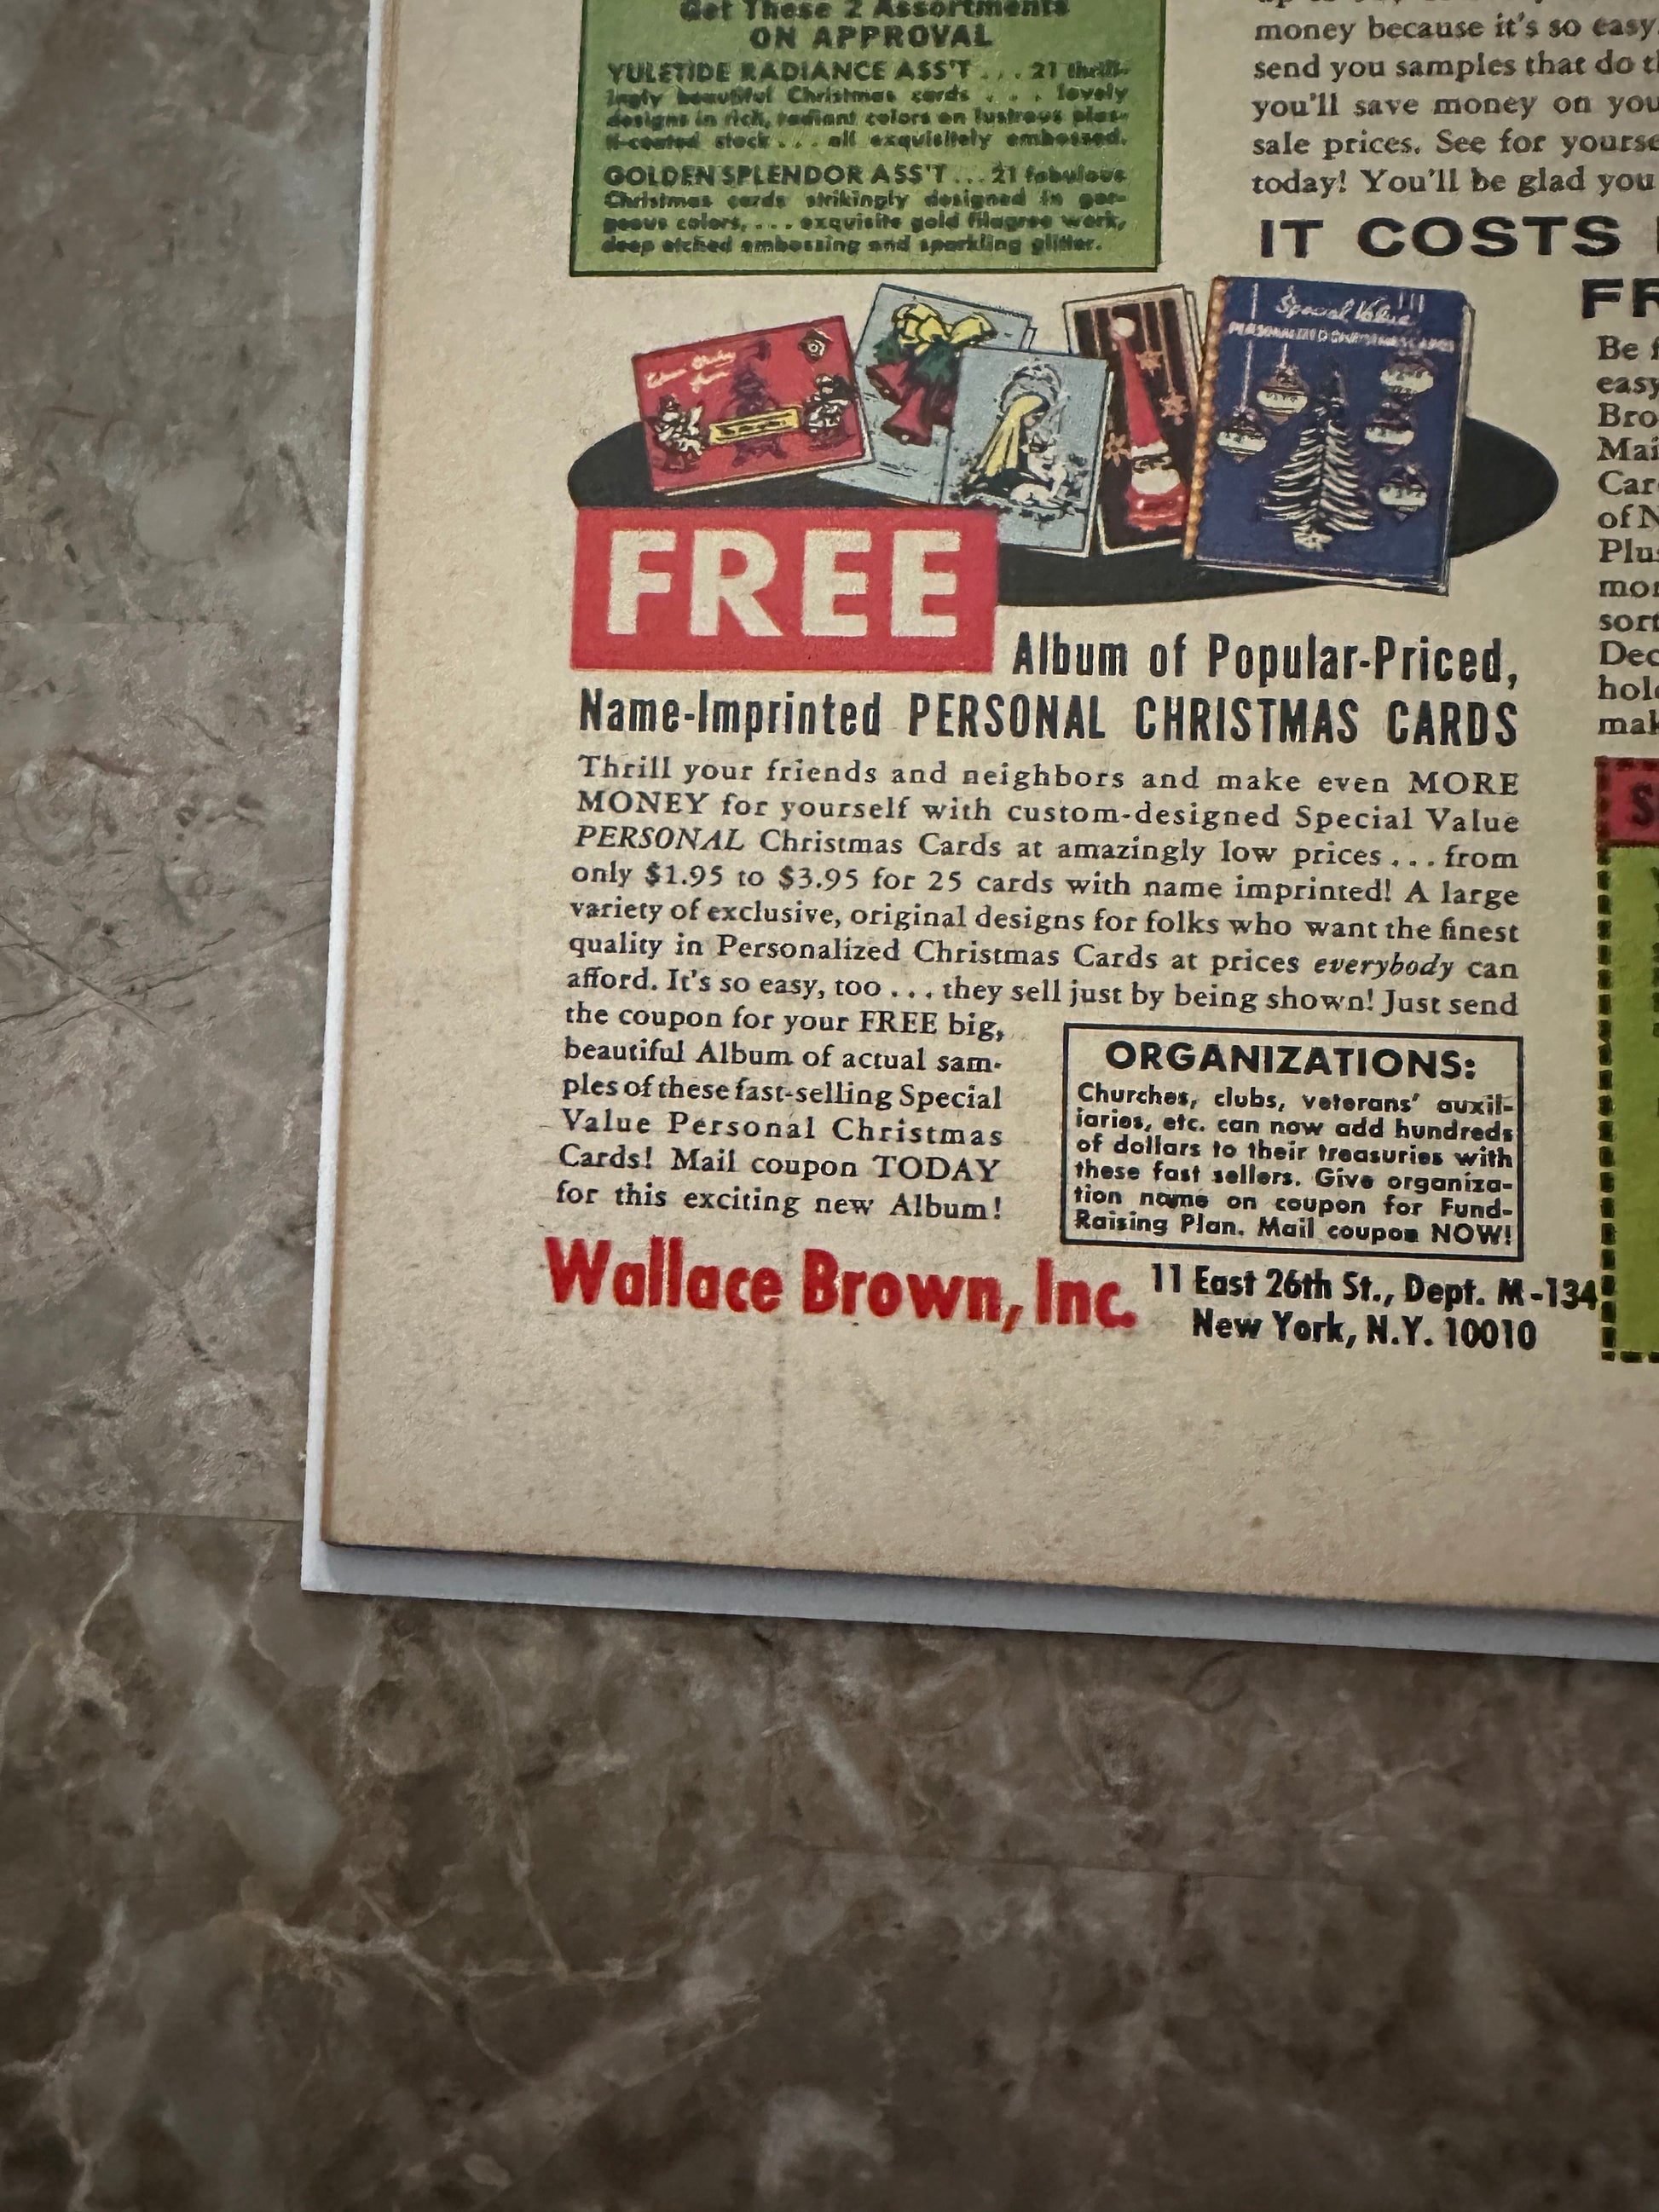 Get These 2 Assortments
ON APPROVAL
YULETIDE RADIANCE ASS'T . . . 21 thrill-
ingly beautiful Christmas cards . . . . lovely
designs in rich, radiant colors on lustrous plas-
ti-coated stock . . . all exquisitely embossed.
GOLDEN SPLENDOR ASS'T . . . 21 fabulous
Christmas cards strikingly designed in gor-
geous colors, . . . exquisite gold filagree work,
deep etched embossing and sparkling glitter.
money because it's so easy.
send you samples that do
you'll save money on
sale prices. See for
today! You'll be glad you
IT COSTS
Special Value
PERSONALIZED CHRISTMAS CARDS
FREE
Album of Popular-Priced,
Name-Imprinted PERSONAL CHRISTMAS CARDS
Thrill your friends and neighbors and make even MORE
MONEY for yourself with custom-designed Special Value
PERSONAL Christmas Cards at amazingly low prices . . . from
only $1.95 to $3.95 for 25 cards with name imprinted! A large
variety of exclusive, original designs for folks who want the finest
quality in Personalized Christmas Cards at prices everybody can
afford. It's so easy, too . . . they sell just by being shown! Just send
the coupon for your FREE big,
beautiful Album of actual sam-
ples of these fast-selling Special
Value Personal Christmas
Cards! Mail coupon TODAY
for this exciting new Album!
ORGANIZATIONS:
Churches, clubs, veterans' auxil-
iaries, etc. can now add hundreds
of dollars to their treasuries with
these fast sellers. Give organiza-
tion name on coupon for Fund-
Raising Plan. Mail coupon NOW!
Wallace Brown, Inc.
11 East 26th St., Dept. M-134
New York, N.Y. 10010
FR
Be
easy
Bro
Mai
Car
of N
Plus
mor
sort
Dec
hol
mak
S